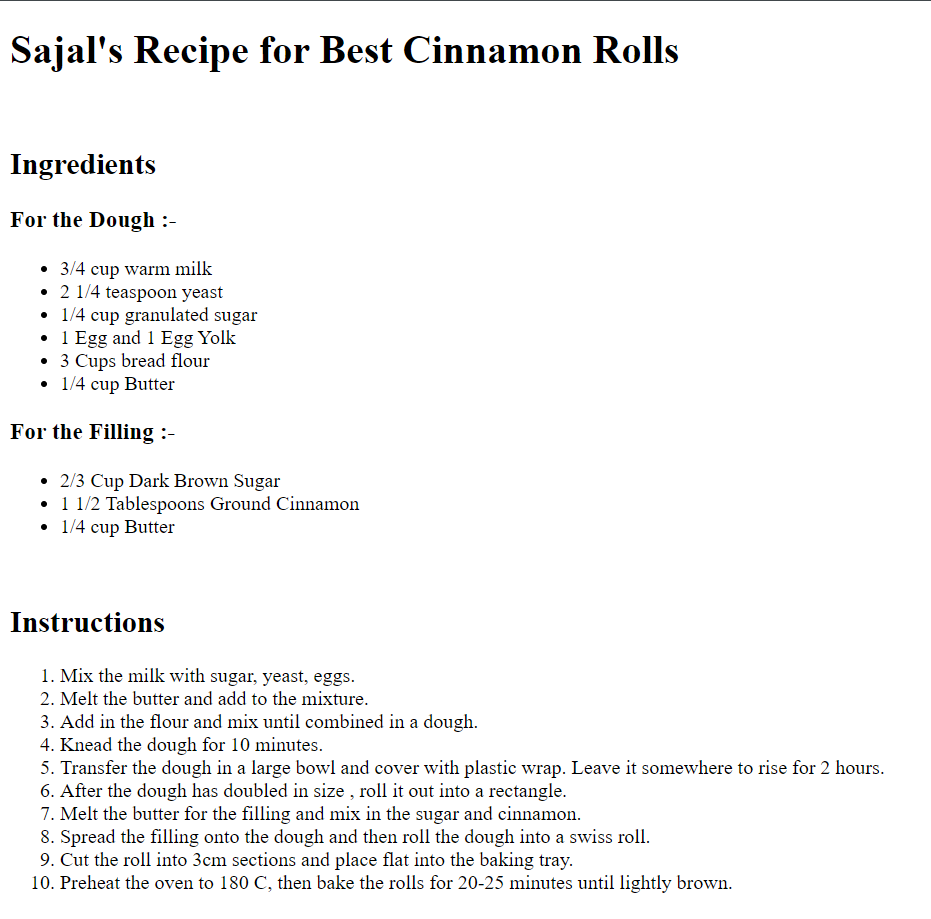 Sajal's Recipe for Best Cinnamon Rolls
Ingredients
For the Dough :-
• 3/4 cup warm milk
• 2 1/4 teaspoon yeast
• 1/4 cup granulated sugar
• 1 Egg and 1 Egg Yolk
• 3 Cups bread flour
• 1/4 cup Butter
For the Filling :-
• 2/3 Cup Dark Brown Sugar
• 1 1/2 Tablespoons Ground Cinnamon
• 1/4 cup Butter
Instructions
1. Mix the milk with sugar, yeast, eggs.
2. Melt the butter and add to the mixture.
3. Add in the flour and mix until combined in a dough.
4. Knead the dough for 10 minutes.
5. Transfer the dough in a large bowl and cover with plastic wrap. Leave it somewhere to rise for 2 hours.
6. After the dough has doubled in size , roll it out into a rectangle.
7. Melt the butter for the filling and mix in the sugar and cinnamon.
8. Spread the filling onto the dough and then roll the dough into a swiss roll.
9. Cut the roll into 3cm sections and place flat into the baking tray.
10. Preheat the oven to 180 C, then bake the rolls for 20-25 minutes until lightly brown.